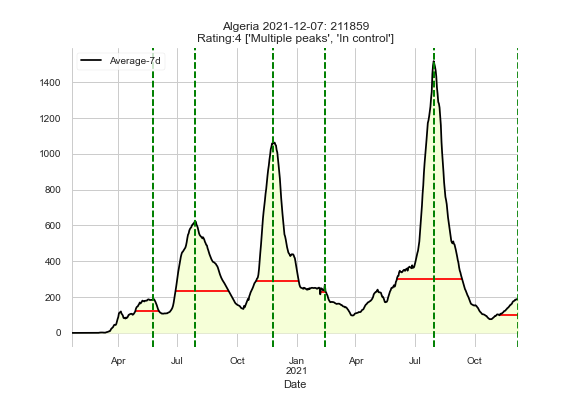 Algeria 2021-12-07: 211859
Rating:4 ['Multiple peaks', 'In control']
Average-7d
1400
1200
1000
800
600
400
200
0
Apr Jul Oct Jan Apr Jul Oct
2021
Date